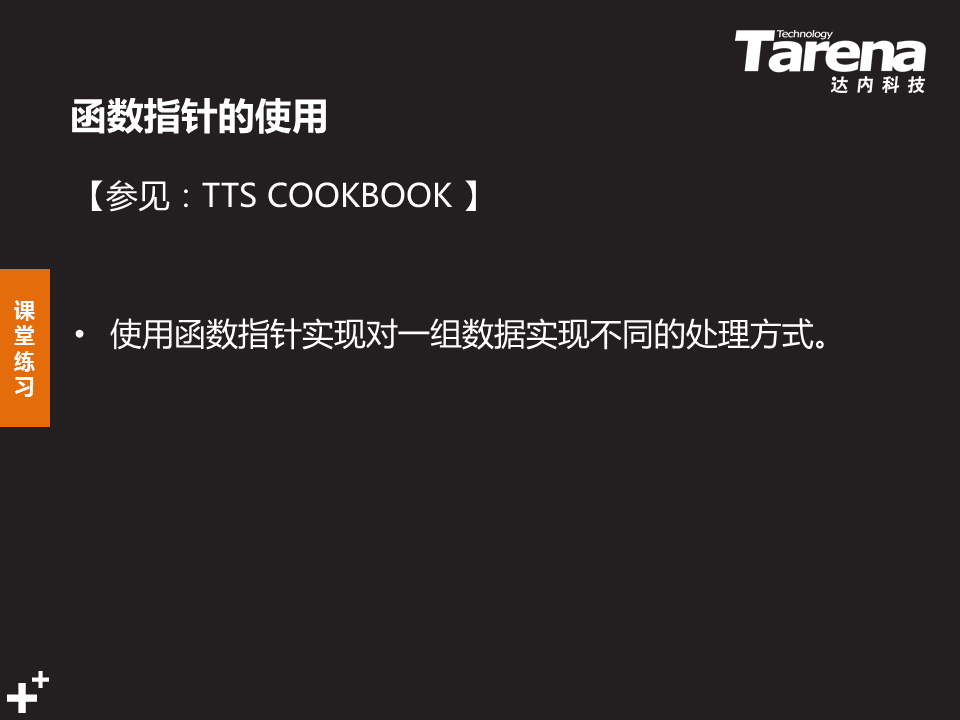 Technology
Tarena
达内科技
函数指针的使用
【参见：TTS COOKBOOK 】
课
堂
练
习
• 使用函数指针实现对一组数据实现不同的处理方式。